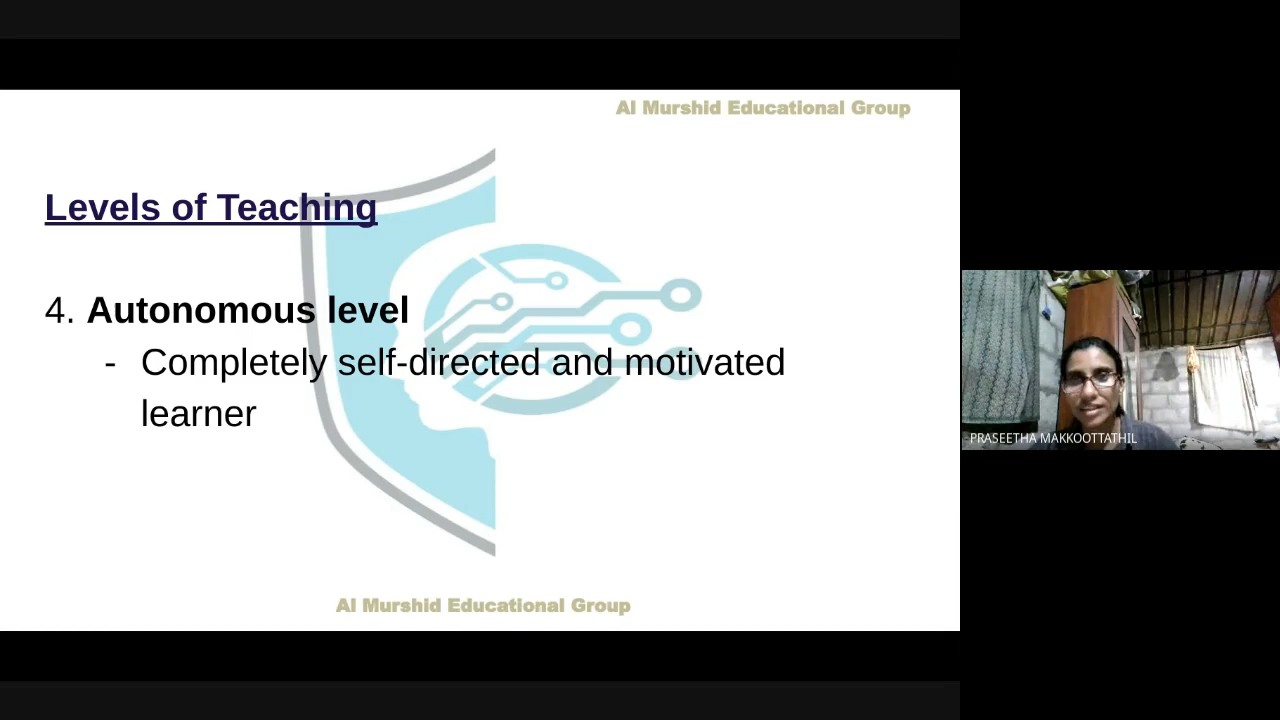 Al Murshid Educational Group
Levels of Teaching
4. Autonomous level
- Completely self-directed and motivated
learner
PRASEETHA MAKKOOTTATHIL
Al Murshid Educational Group